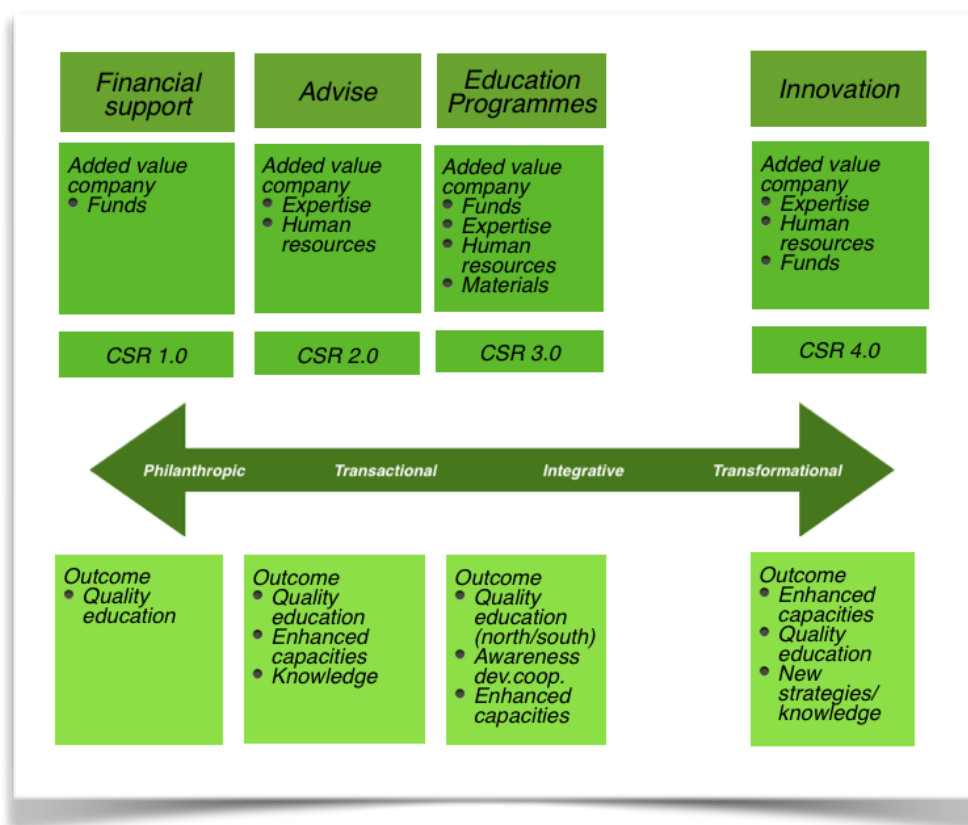 Financial
support
Advise
Education
Programmes
Innovation
Added value
company
• Funds
Added value
company
• Expertise
• Human
resources
Added value
company
• Funds
• Expertise
• Human
resources
• Materials
Added value
company
• Expertise
• Human
resources
• Funds
CSR 1.0
CSR 2.0
CSR 3.0
CSR 4.0
Philanthropic
Transactional
Integrative
Transformational
Outcome
• Quality
education
Outcome
• Quality
education
• Enhanced
capacities
• Knowledge
Outcome
• Quality
education
(north/south)
• Awareness
dev.coop.
• Enhanced
capacities
Outcome
• Enhanced
capacities
• Quality
education
• New
strategies/
knowledge